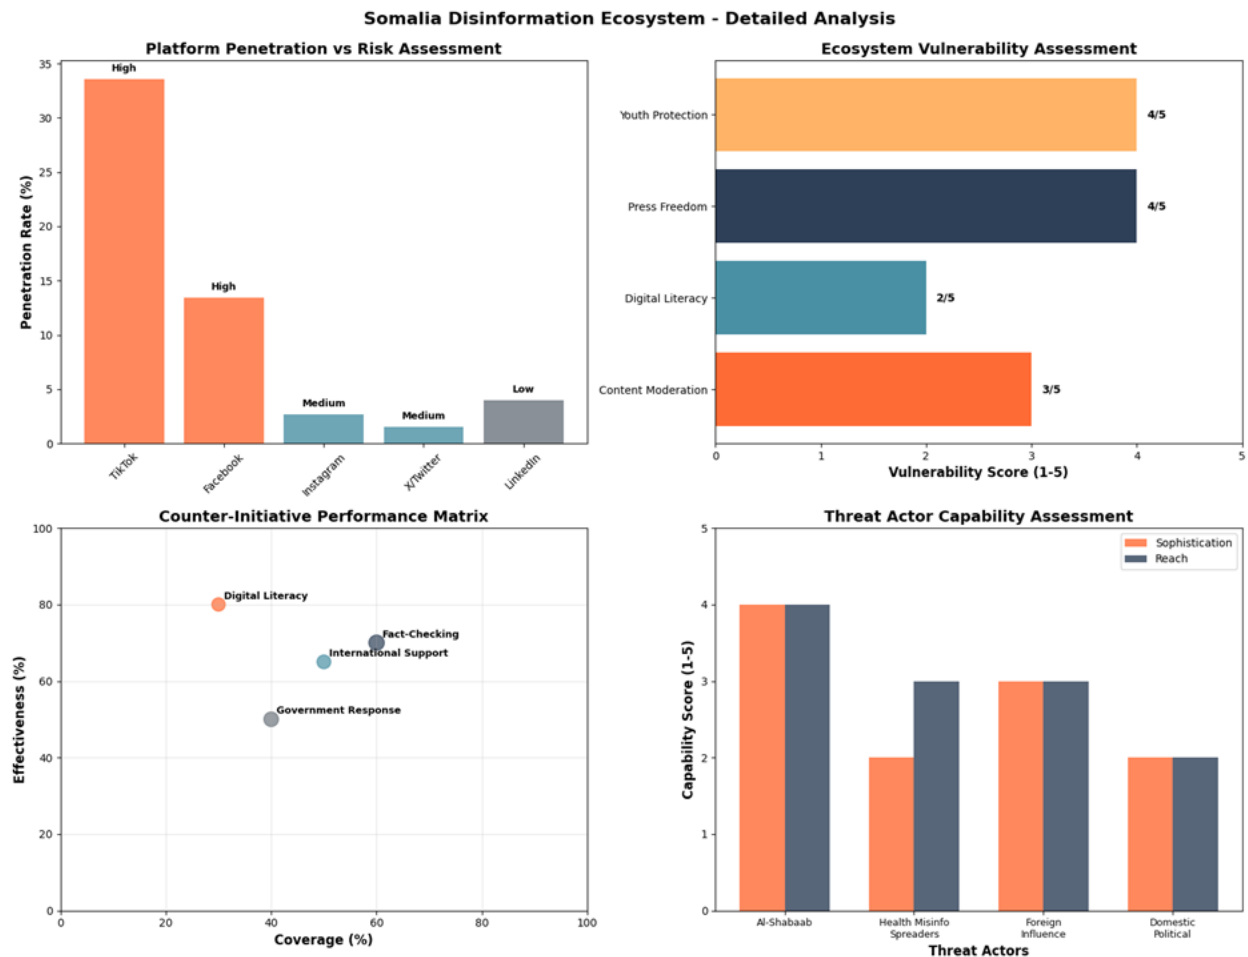 Somalia Disinformation Ecosystem - Detailed Analysis
Platform Penetration vs Risk Assessment
Penetration Rate (%)
35
30
25
20
15
10
5
0
High
High
Medium
Medium
Low
TikTok
Facebook
Instagram
X/Twitter
LinkedIn
Ecosystem Vulnerability Assessment
Youth Protection
4/5
Press Freedom
4/5
Digital Literacy
2/5
Content Moderation
3/5
0
1
2
3
4
5
Vulnerability Score (1-5)
Counter-Initiative Performance Matrix
Effectiveness (%)
100
80
60
40
20
0
Digital Literacy
Fact-Checking
International Support
Government Response
0
20
40
60
80
100
Coverage (%)
Threat Actor Capability Assessment
Capability Score (1-5)
5
4
3
2
1
0
Sophistication
Reach
Al-Shabaab
Health Misinfo
Spreaders
Foreign
Influence
Domestic
Political
Threat Actors